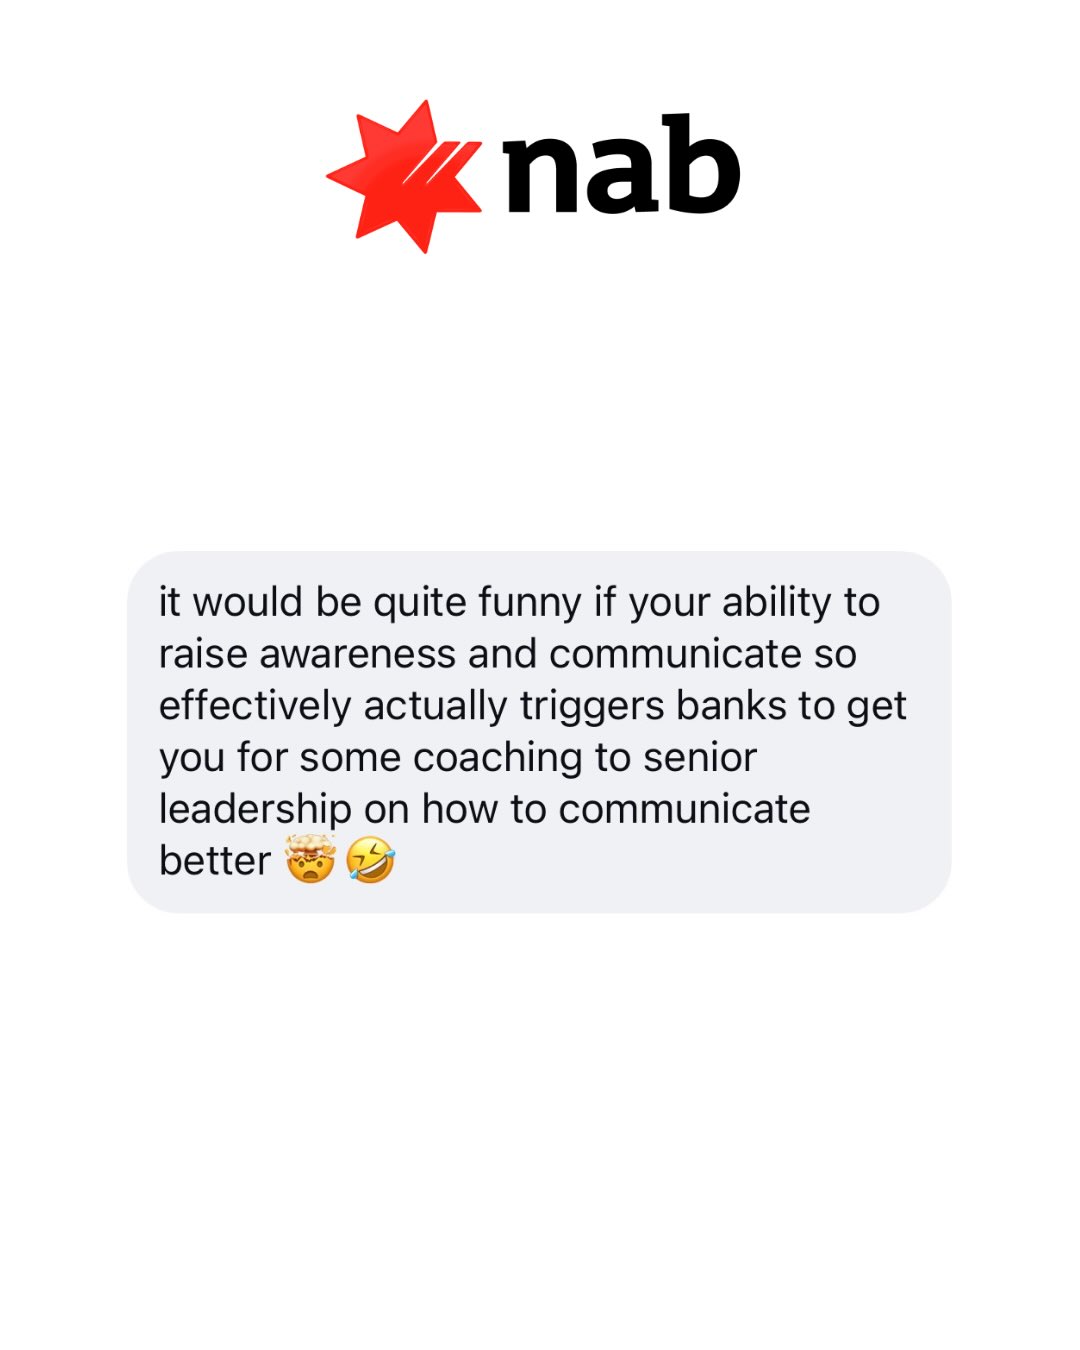 nab
it would be quite funny if your ability to
raise awareness and communicate so
effectively actually triggers banks to get
you for some coaching to senior
leadership on how to communicate
better 🤯 🤣